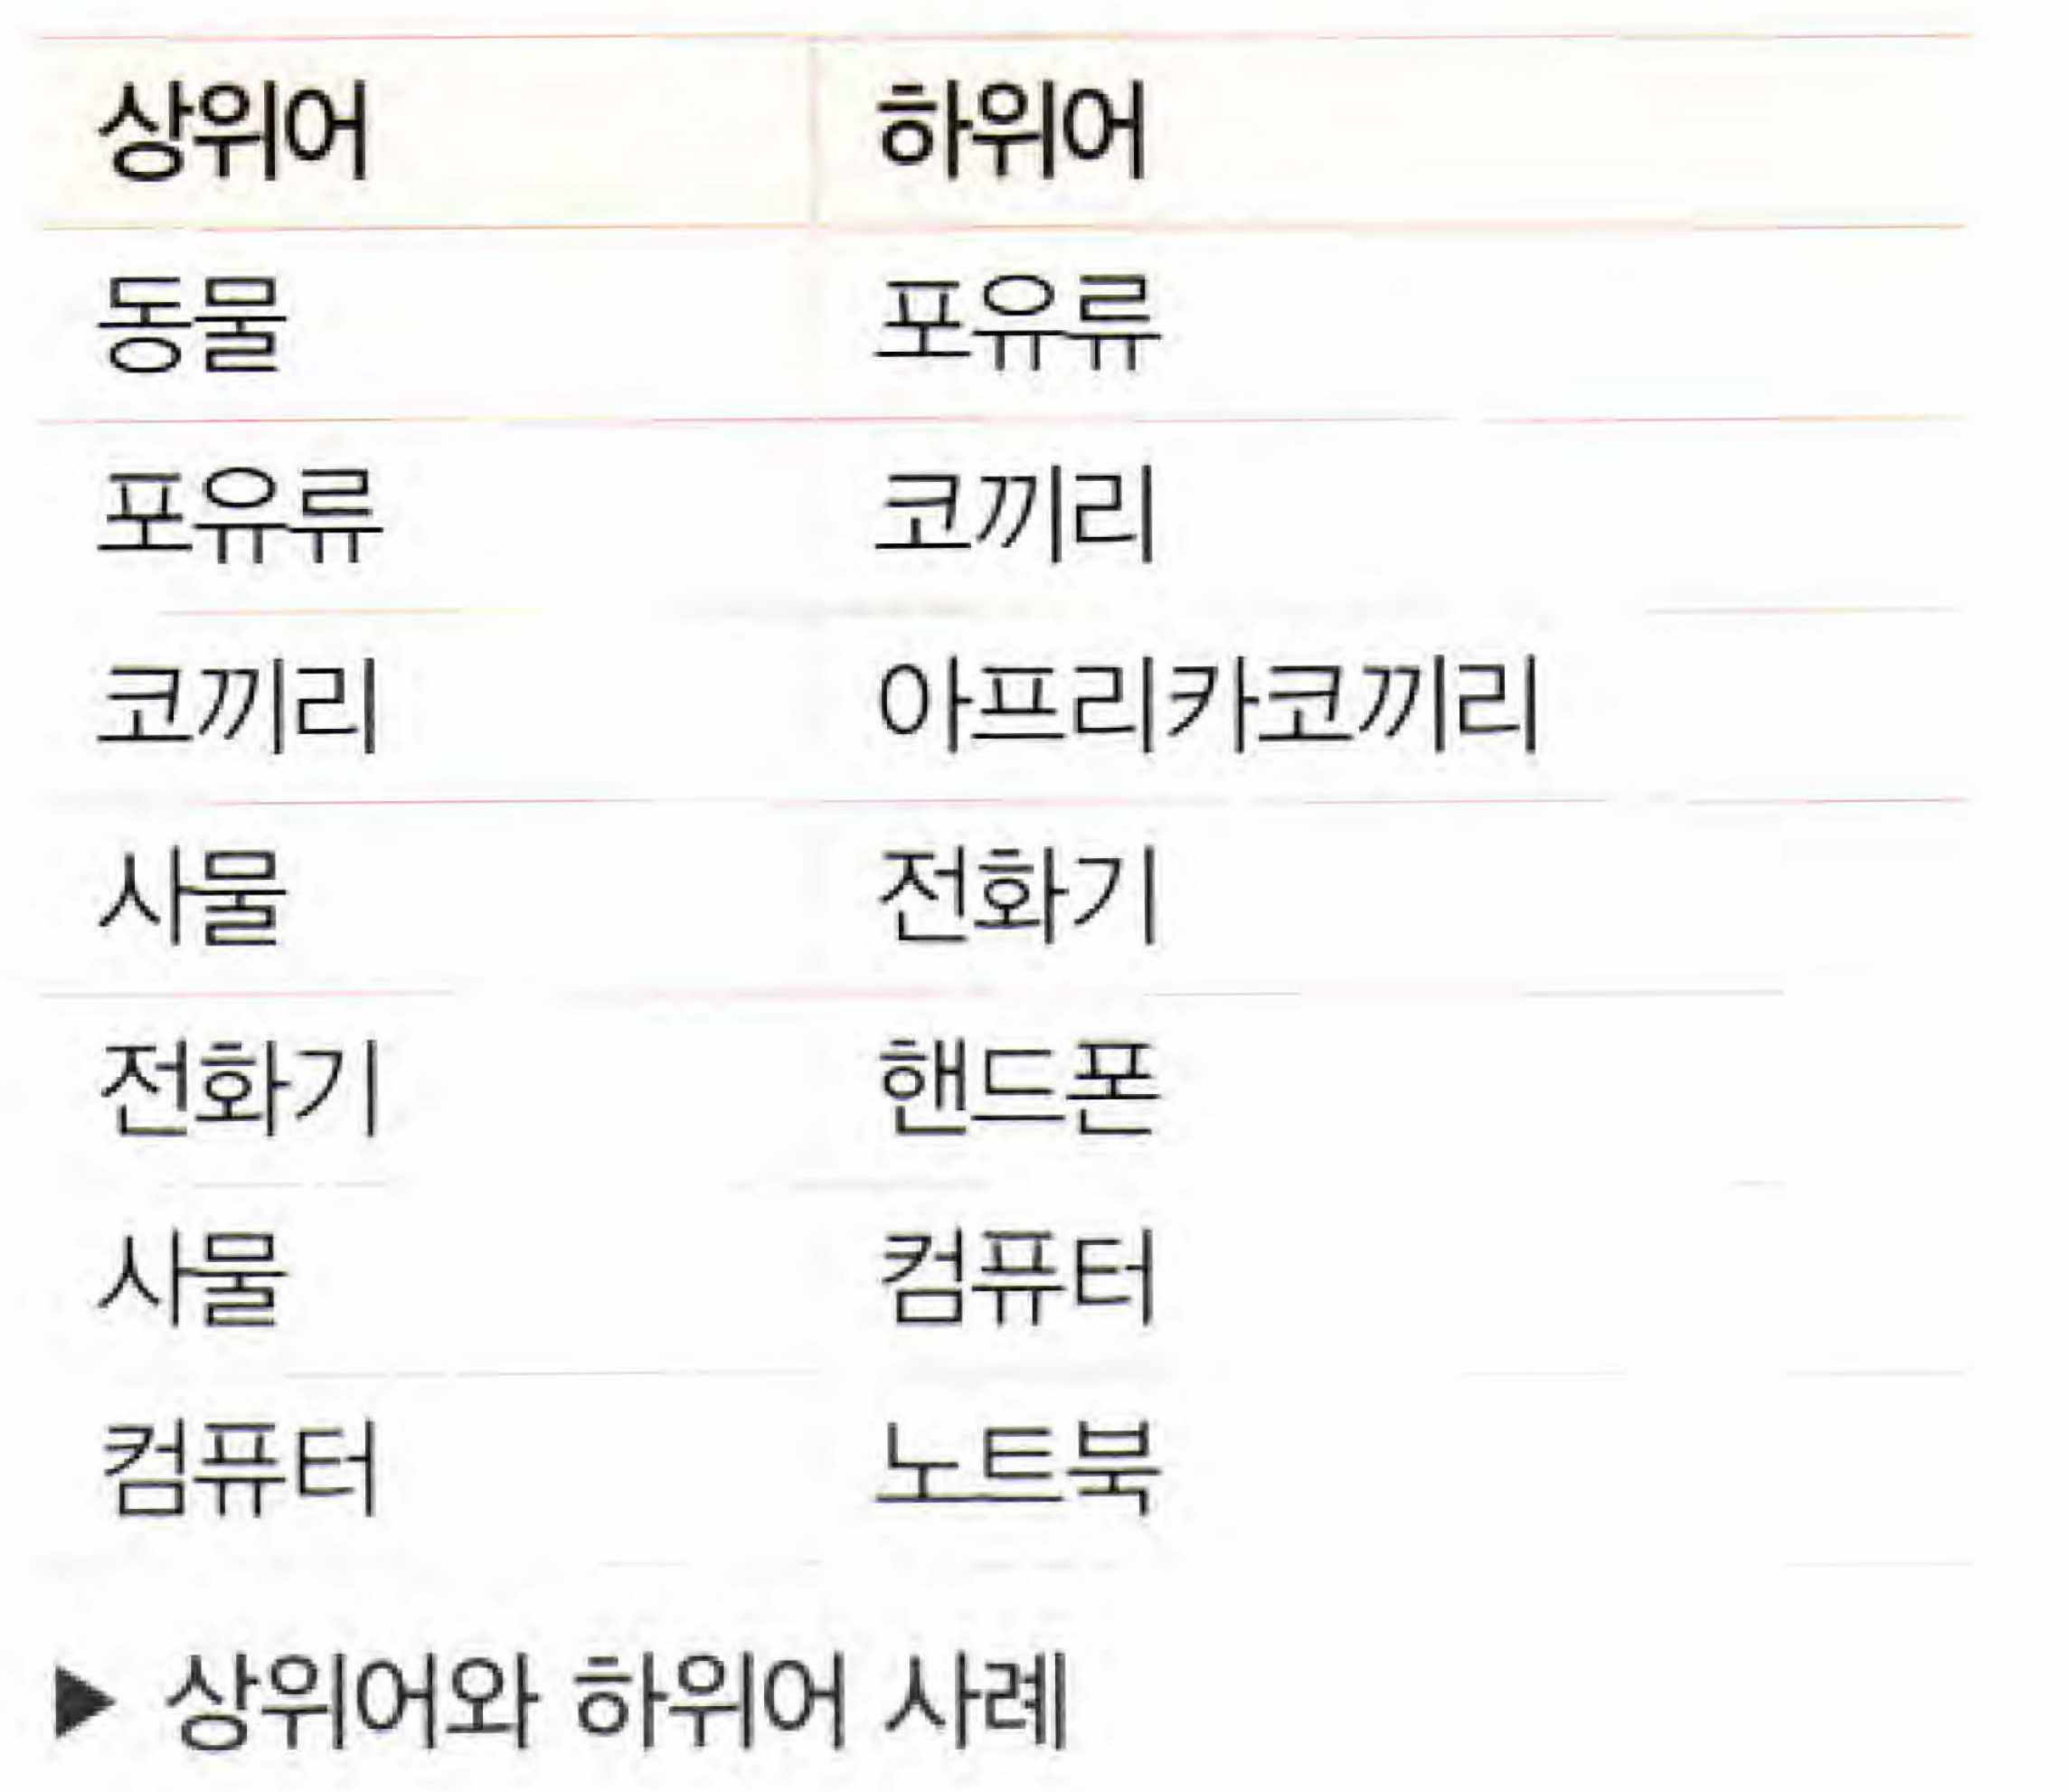 상위어 하위어
동물 포유류
포유류 코끼리
코끼리 아프리카코끼리
사물 전화기
전화기 핸드폰
사물 컴퓨터
컴퓨터 노트북
▶ 상위어와 하위어 사례